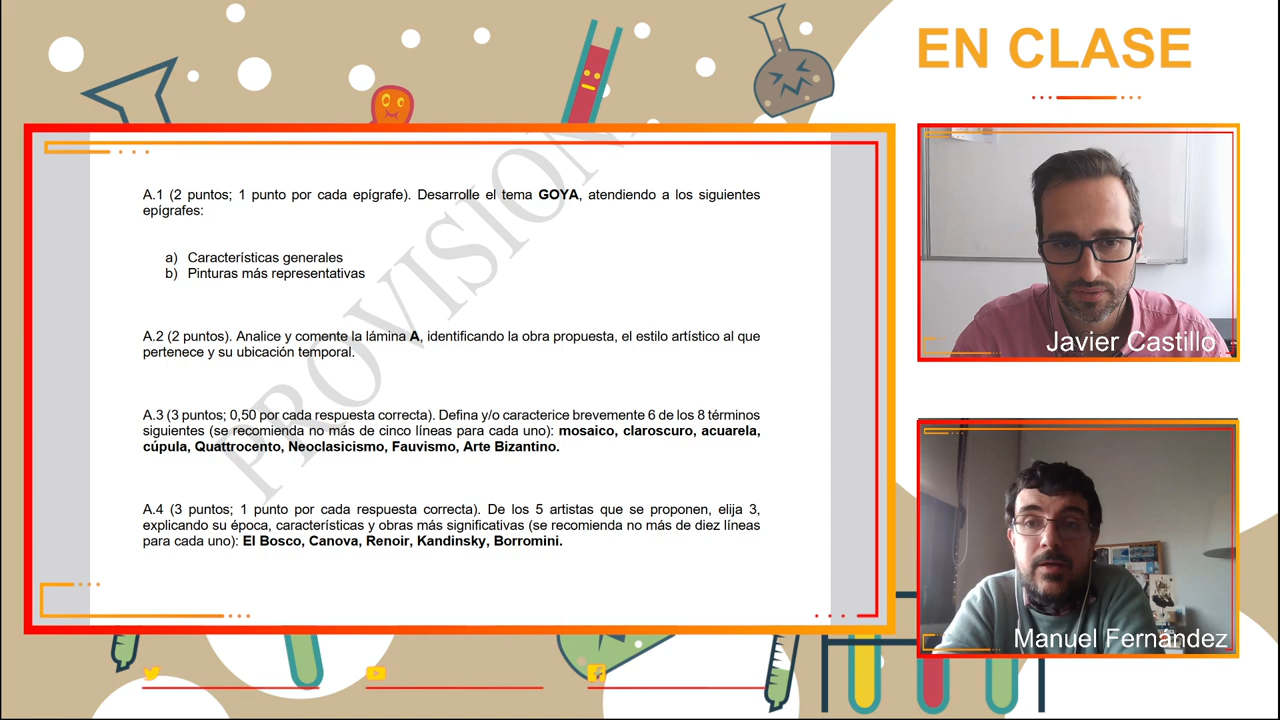 EN CLASE
A.1 (2 puntos; 1 punto por cada epígrafe). Desarrolle el tema GOYA, atendiendo a los siguientes
epígrafes:
a) Características generales
b) Pinturas más representativas
A.2 (2 puntos). Analice y comente la lámina A, identificando la obra propuesta, el estilo artístico al que
pertenece y su ubicación temporal.
A.3 (3 puntos; 0,50 por cada respuesta correcta). Defina y/o caracterice brevemente 6 de los 8 términos
siguientes (se recomienda no más de cinco líneas para cada uno): mosaico, claroscuro, acuarela,
cúpula, Quattrocento, Neoclasicismo, Fauvismo, Arte Bizantino.
A.4 (3 puntos; 1 punto por cada respuesta correcta). De los 5 artistas que se proponen, elija 3,
explicando su época, características y obras más significativas (se recomienda no más de diez líneas
para cada uno): El Bosco, Canova, Renoir, Kandinsky, Borromini.
PROVISION
Javier Castillo
Manuel Fernández